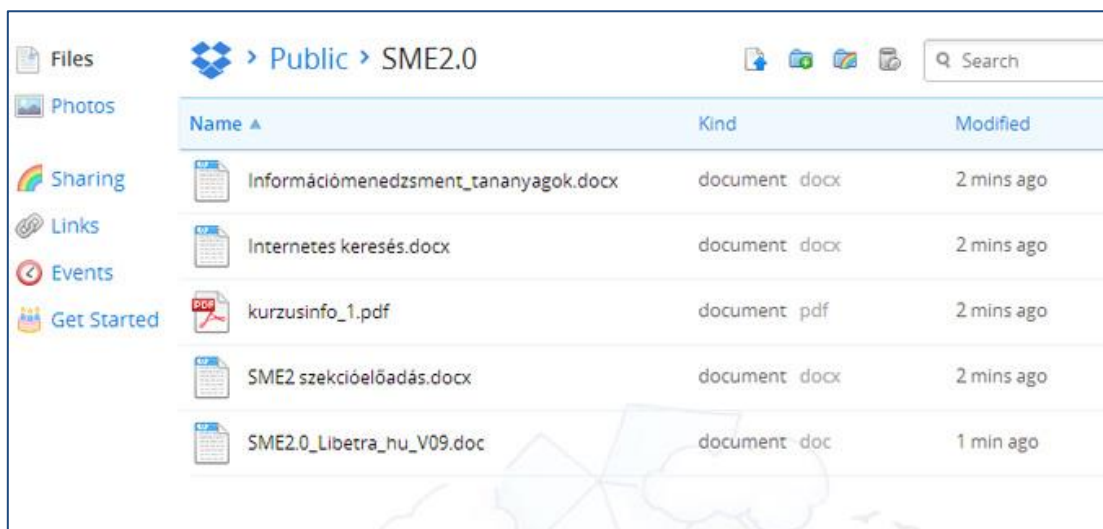 Files
Photos
Sharing
Links
Events
Get Started
› Public › SME2.0
Search
Name ▲ Kind Modified
Információmenedzsment_tananyagok.docx document docx 2 mins ago
Internetes keresés.docx document docx 2 mins ago
PDF kurzusinfo_1.pdf document pdf 2 mins ago
SME2 szekcióelőadás.docx document docx 2 mins ago
SME2.0_Libetra_hu_V09.doc document doc 1 min ago